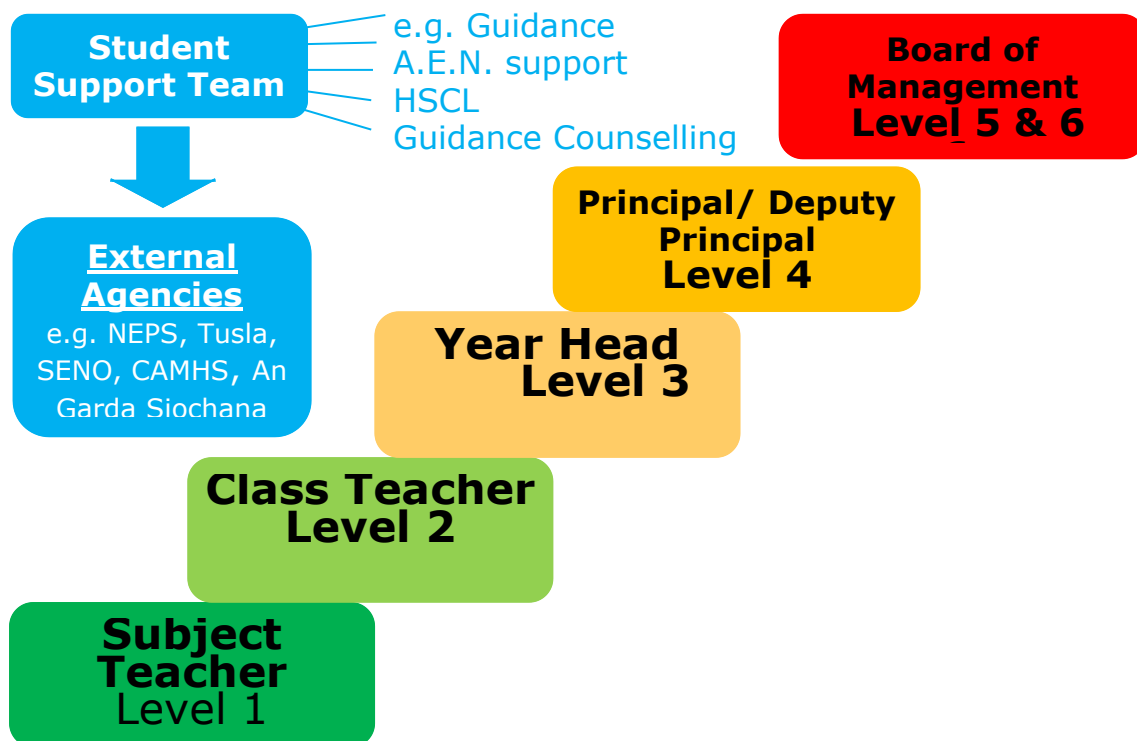 Student
Support Team
e.g. Guidance
A.E.N. support
HSCL
Guidance Counselling
Board of
Management
Level 5 & 6
Principal/ Deputy
Principal
Level 4
External
Agencies
e.g. NEPS, Tusla,
SENO, CAMHS, An
Garda Siochana
Year Head
Level 3
Class Teacher
Level 2
Subject
Teacher
Level 1